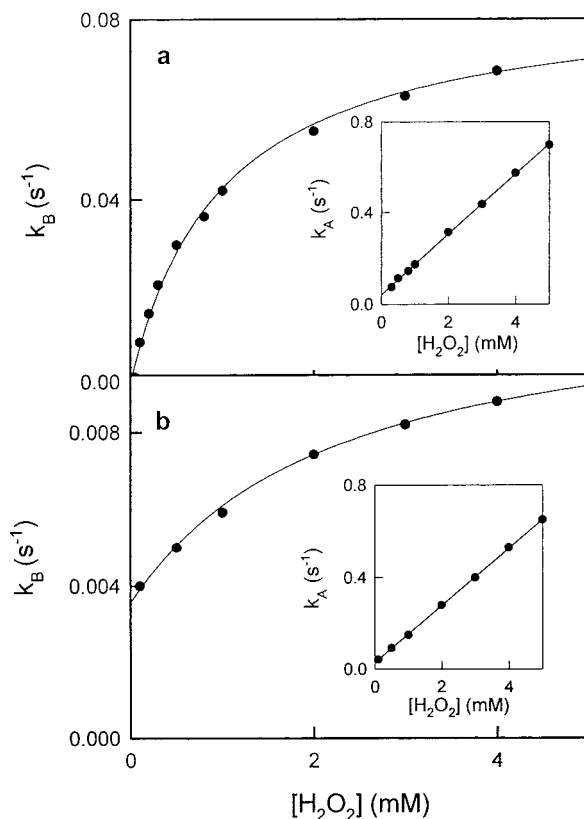 0.08
a
0.8
k_A (s⁻¹)
0.4
0.0
0 2 4
[H₂O₂] (mM)
k_B (s⁻¹)
0.04
0.00
b
0.008
0.8
k_A (s⁻¹)
0.4
0.0
0 2 4
[H₂O₂] (mM)
k_B (s⁻¹)
0.004
0.000
0 2 4
[H₂O₂] (mM)